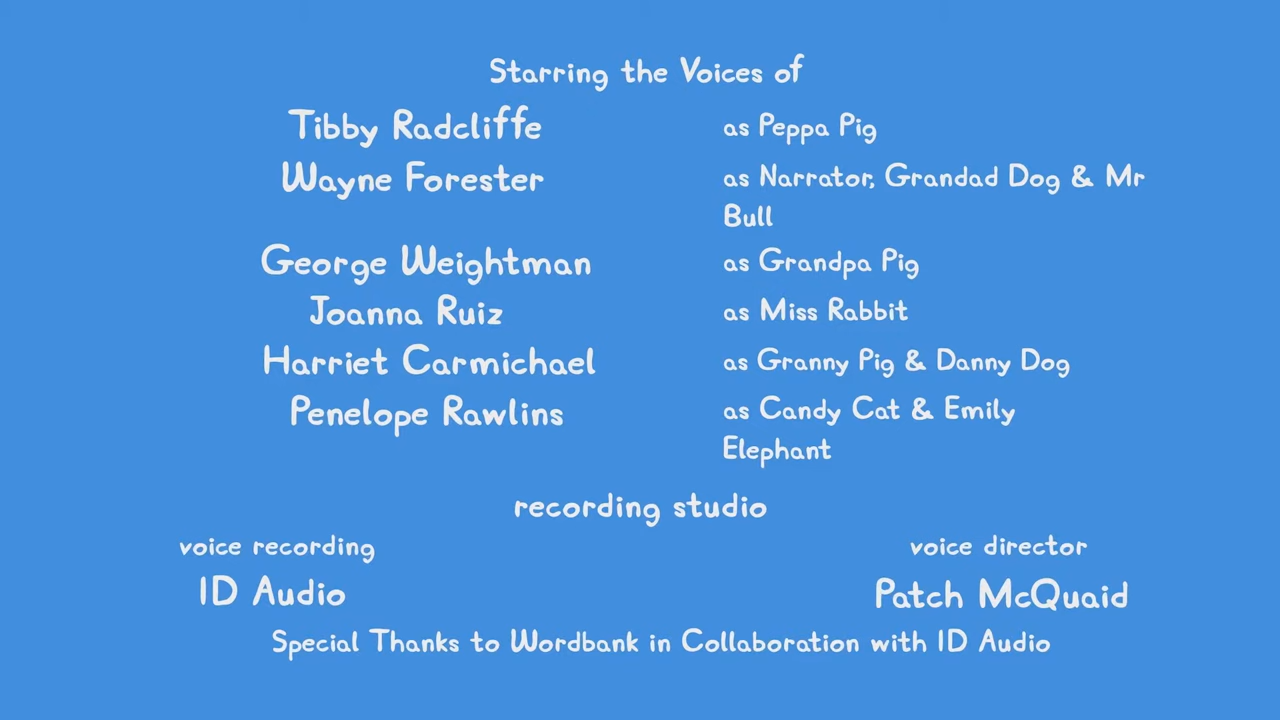 Starring the Voices of
Tibby Radcliffe as Peppa Pig
Wayne Forester as Narrator, Grandad Dog & Mr
Bull
George Weightman as Grandpa Pig
Joanna Ruiz as Miss Rabbit
Harriet Carmichael as Granny Pig & Danny Dog
Penelope Rawlins as Candy Cat & Emily
Elephant
recording studio
voice recording voice director
ID Audio Patch McQuaid
Special Thanks to Wordbank in Collaboration with ID Audio